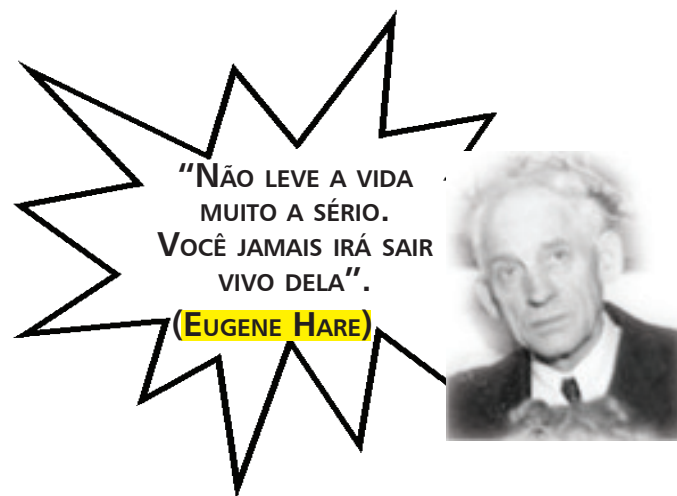 “NÃO LEVE A VIDA
MUITO A SÉRIO.
VOCÊ JAMAIS IRÁ SAIR
VIVO DELA”.
(EUGENE HARE)